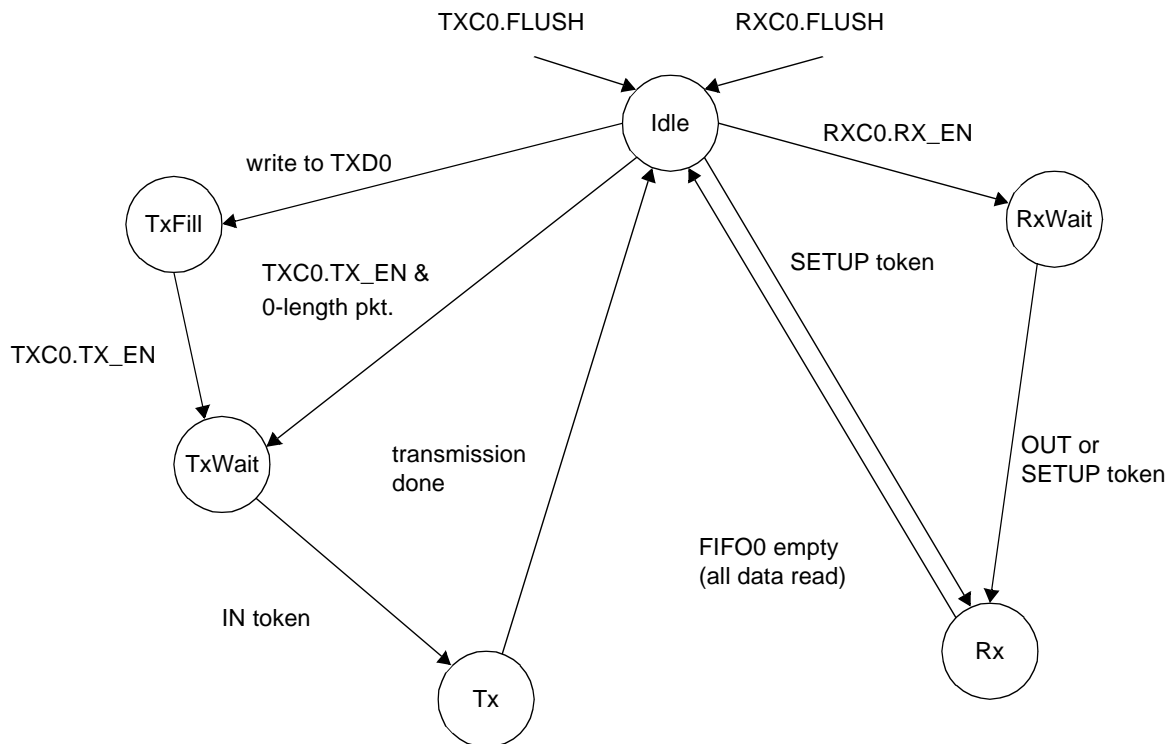 TXC0.FLUSH
RXC0.FLUSH
Idle
RXC0.RX_EN
write to TXD0
TxFill
RxWait
SETUP token
TXC0.TX_EN &
0-length pkt.
TXC0.TX_EN
TxWait
transmission
done
OUT or
SETUP token
FIFO0 empty
(all data read)
IN token
Rx
Tx